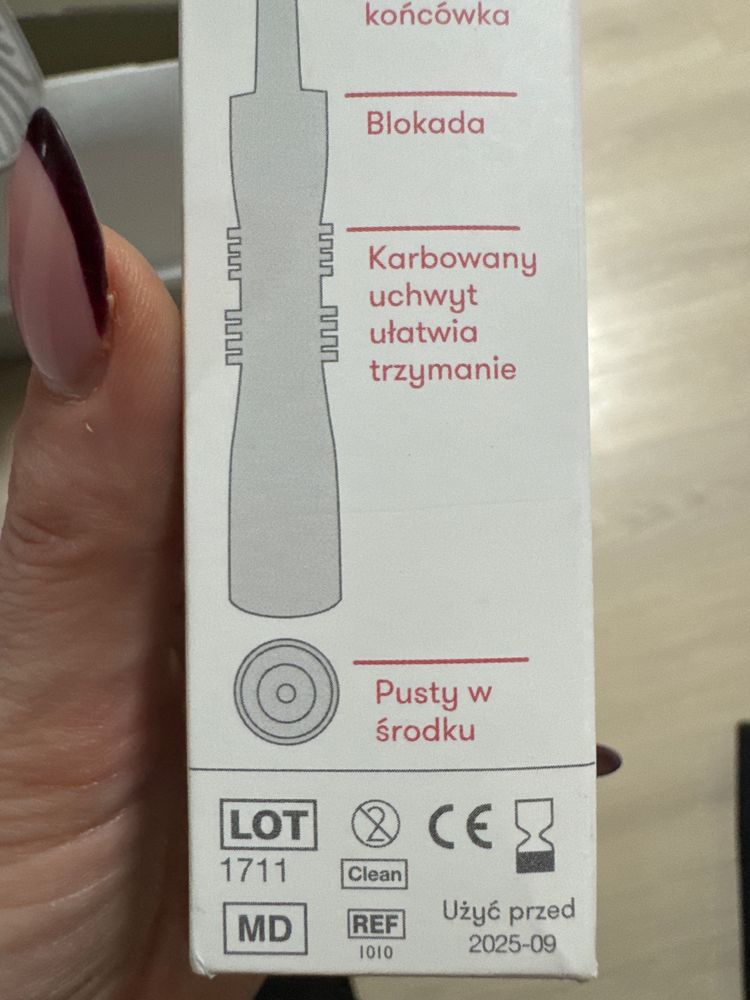 końcówka
Blokada
Karbowany
uchwyt
ułatwia
trzymanie
Pusty w
środku
LOT
1711
2
CE
Clean
MD
REF
1010
Użyć przed
2025-09